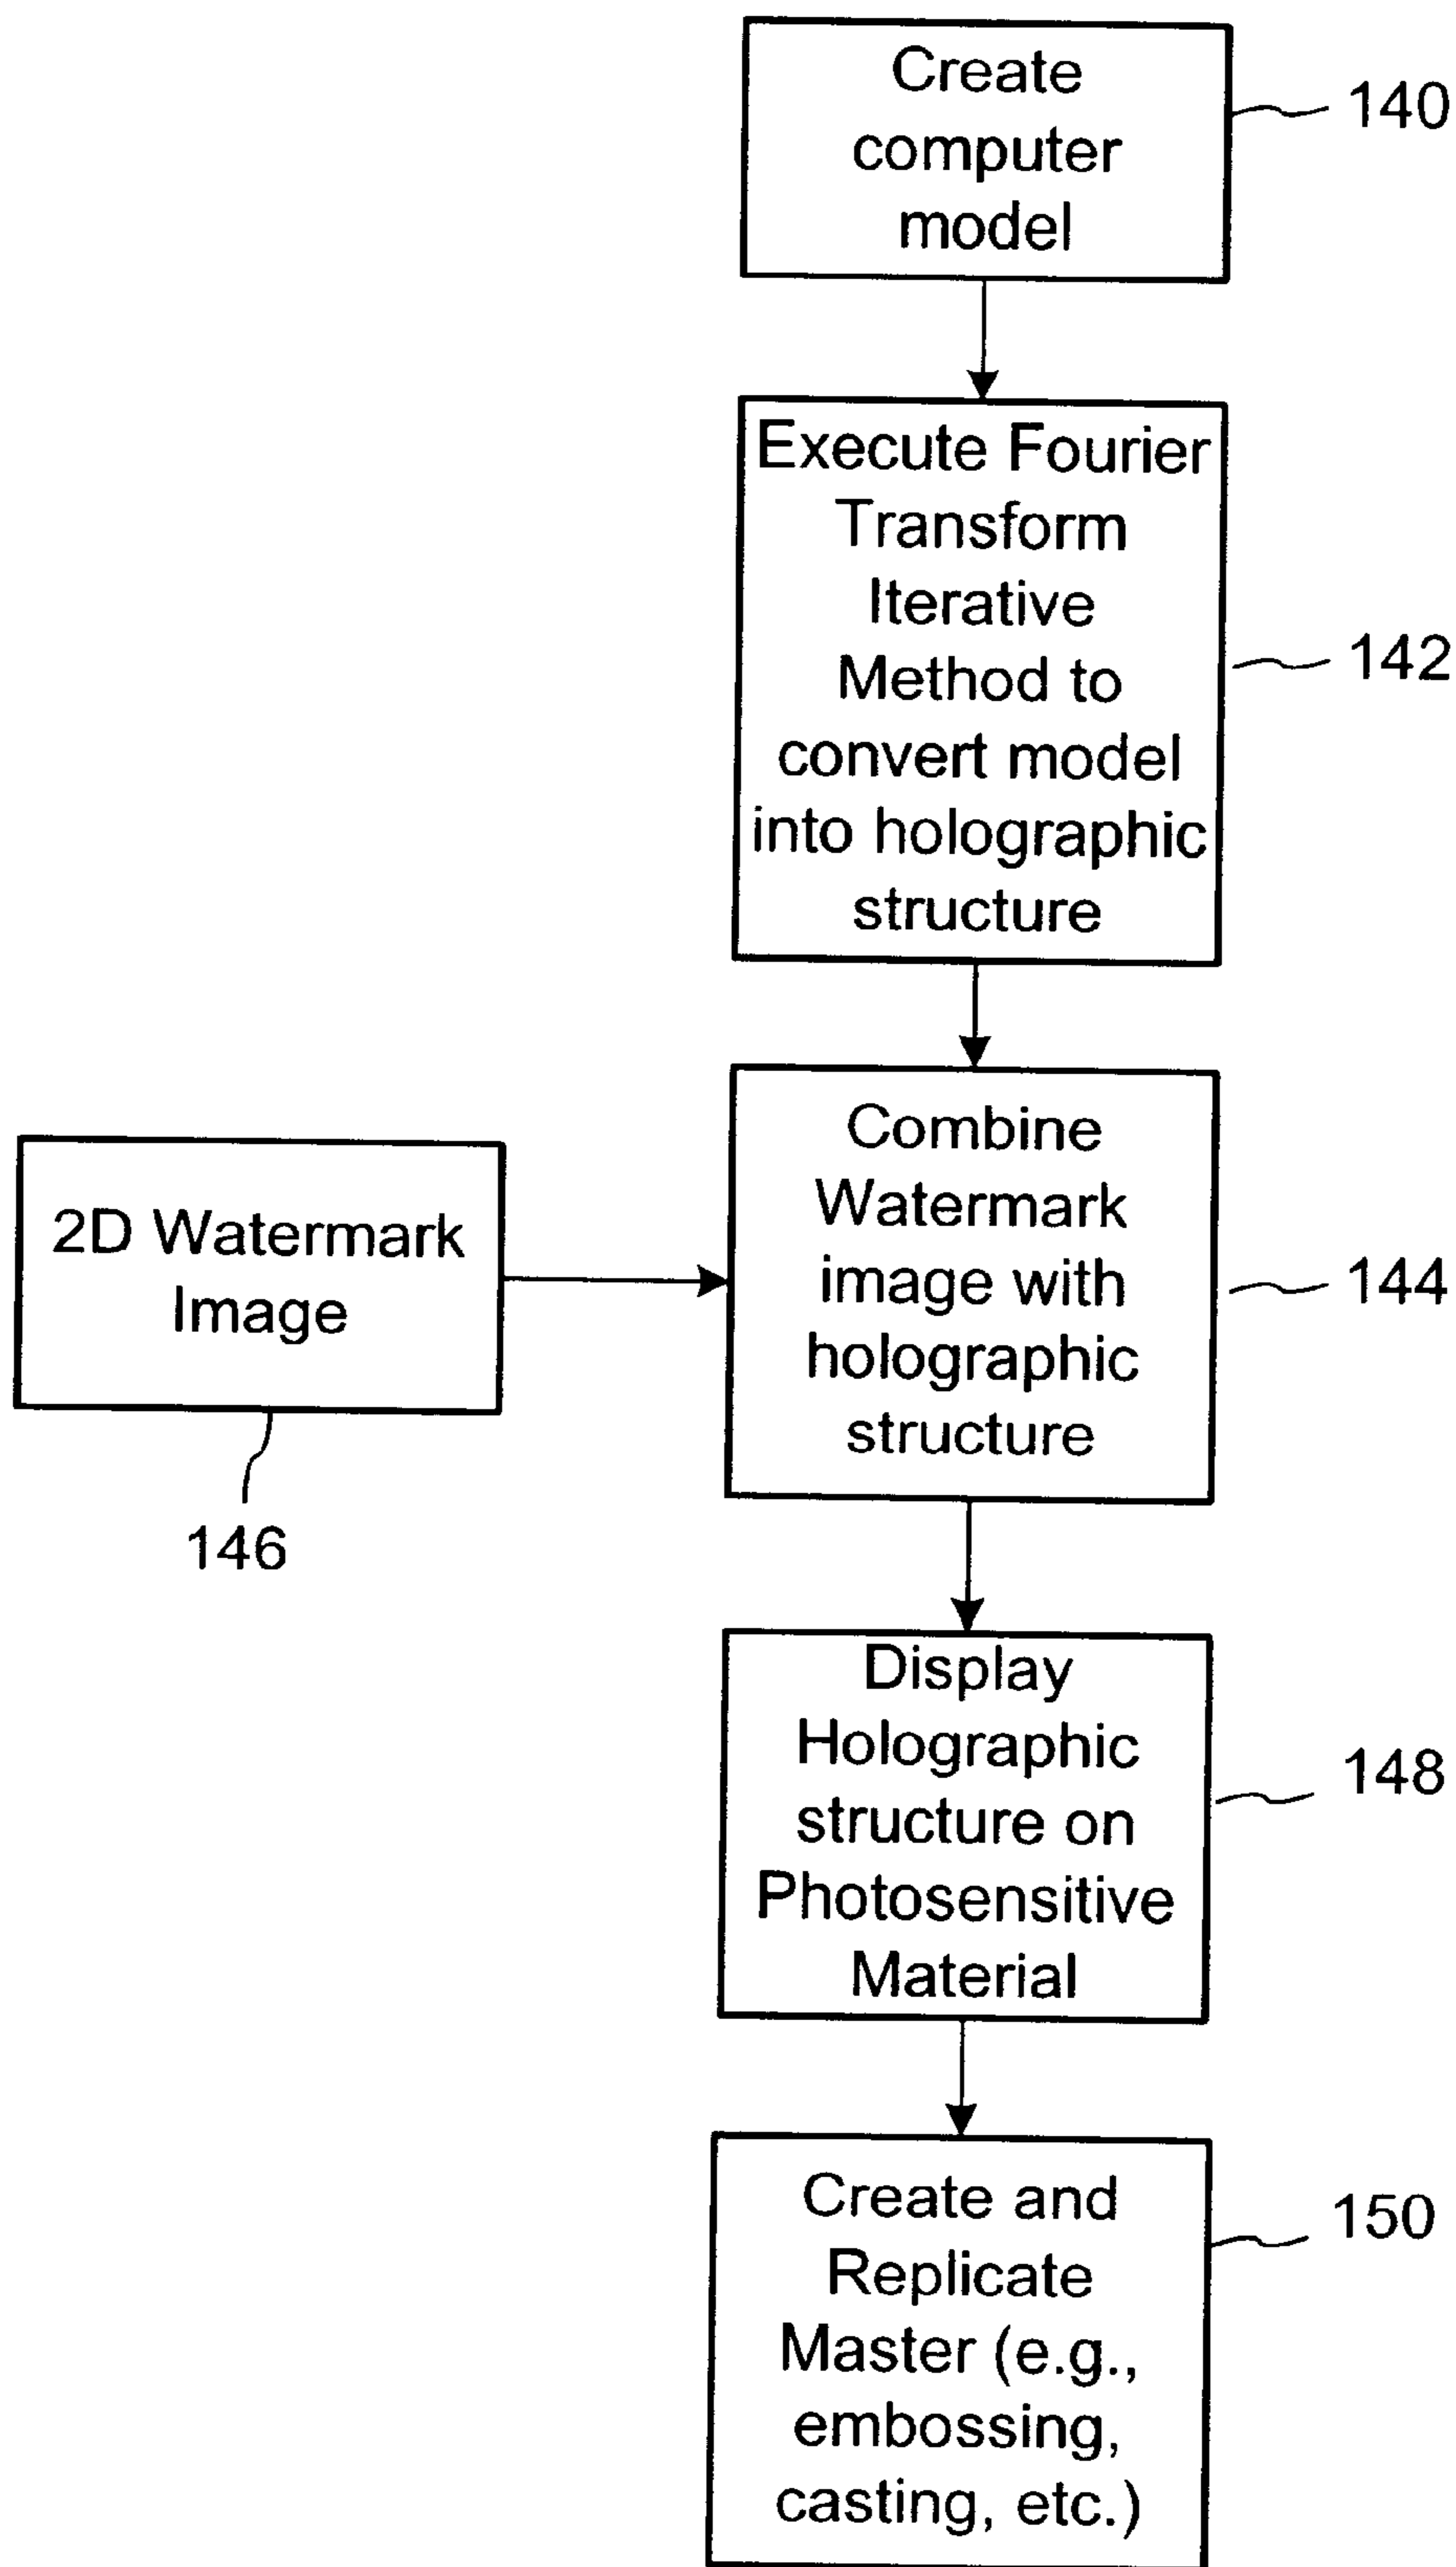 Create
computer
model
140
Execute Fourier
Transform
Iterative
Method to
convert model
into holographic
structure
142
2D Watermark
Image
146
Combine
Watermark
image with
holographic
structure
144
Display
Holographic
structure on
Photosensitive
Material
148
Create and
Replicate
Master (e.g.,
embossing,
casting, etc.)
150